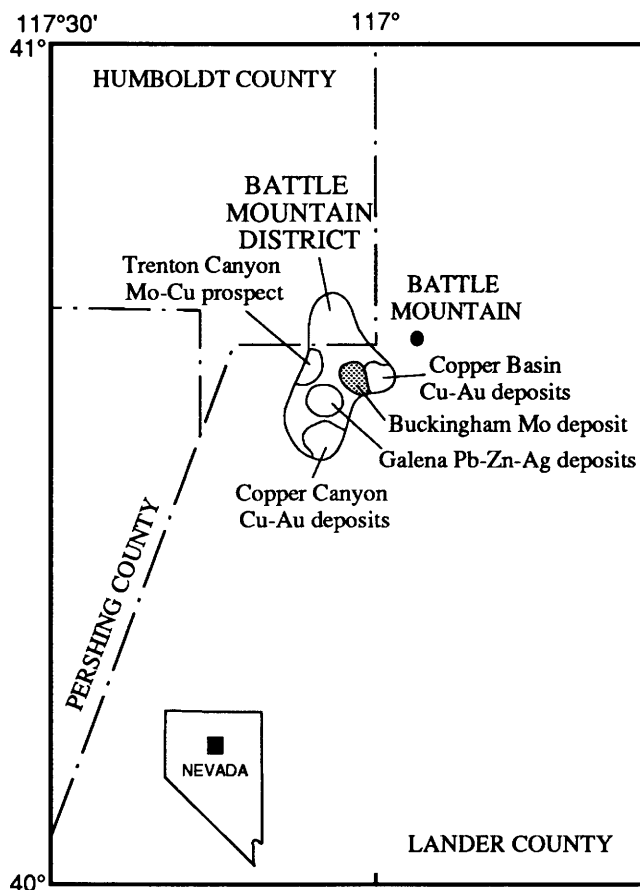 117°30'
117°
41°
HUMBOLDT COUNTY
BATTLE
MOUNTAIN
DISTRICT
Trenton Canyon
Mo-Cu prospect
BATTLE
MOUNTAIN
Copper Basin
Cu-Au deposits
Buckingham Mo deposit
Galena Pb-Zn-Ag deposits
Copper Canyon
Cu-Au deposits
PERSHING COUNTY
NEVADA
LANDER COUNTY
40°